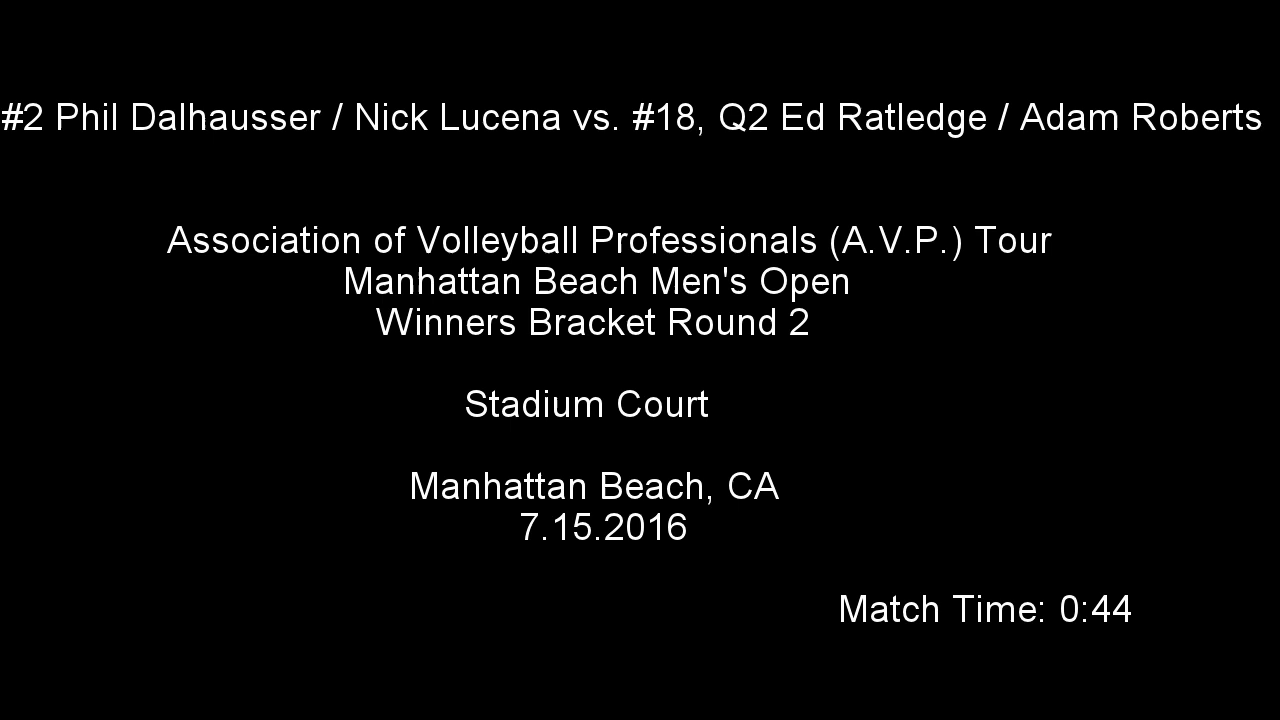 #2 Phil Dalhausser / Nick Lucena vs. #18, Q2 Ed Ratledge / Adam Roberts
Association of Volleyball Professionals (A.V.P.) Tour
Manhattan Beach Men's Open
Winners Bracket Round 2
Stadium Court
Manhattan Beach, CA
7.15.2016
Match Time: 0:44